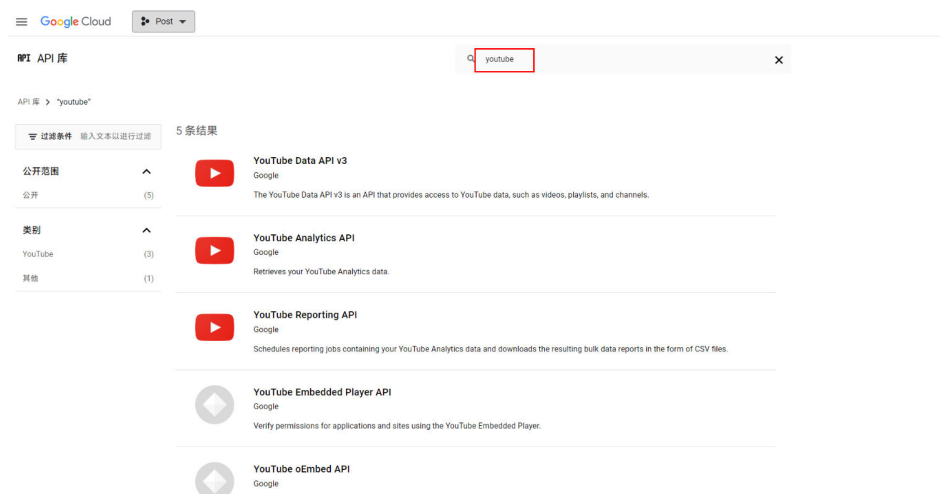 Google Cloud
Post
API API 库
youtube
API 库 > "youtube"
过滤条件 输入文本以进行过滤
5 条结果
公开范围
公开 (5)
类别
YouTube (3)
其他 (1)
YouTube Data API v3
Google
The YouTube Data API v3 is an API that provides access to YouTube data, such as videos, playlists, and channels.
YouTube Analytics API
Google
Retrieves your YouTube Analytics data.
YouTube Reporting API
Google
Schedules reporting jobs containing your YouTube Analytics data and downloads the resulting bulk data reports in the form of CSV files.
YouTube Embedded Player API
Google
Verify permissions for applications and sites using the YouTube Embedded Player.
YouTube oEmbed API
Google